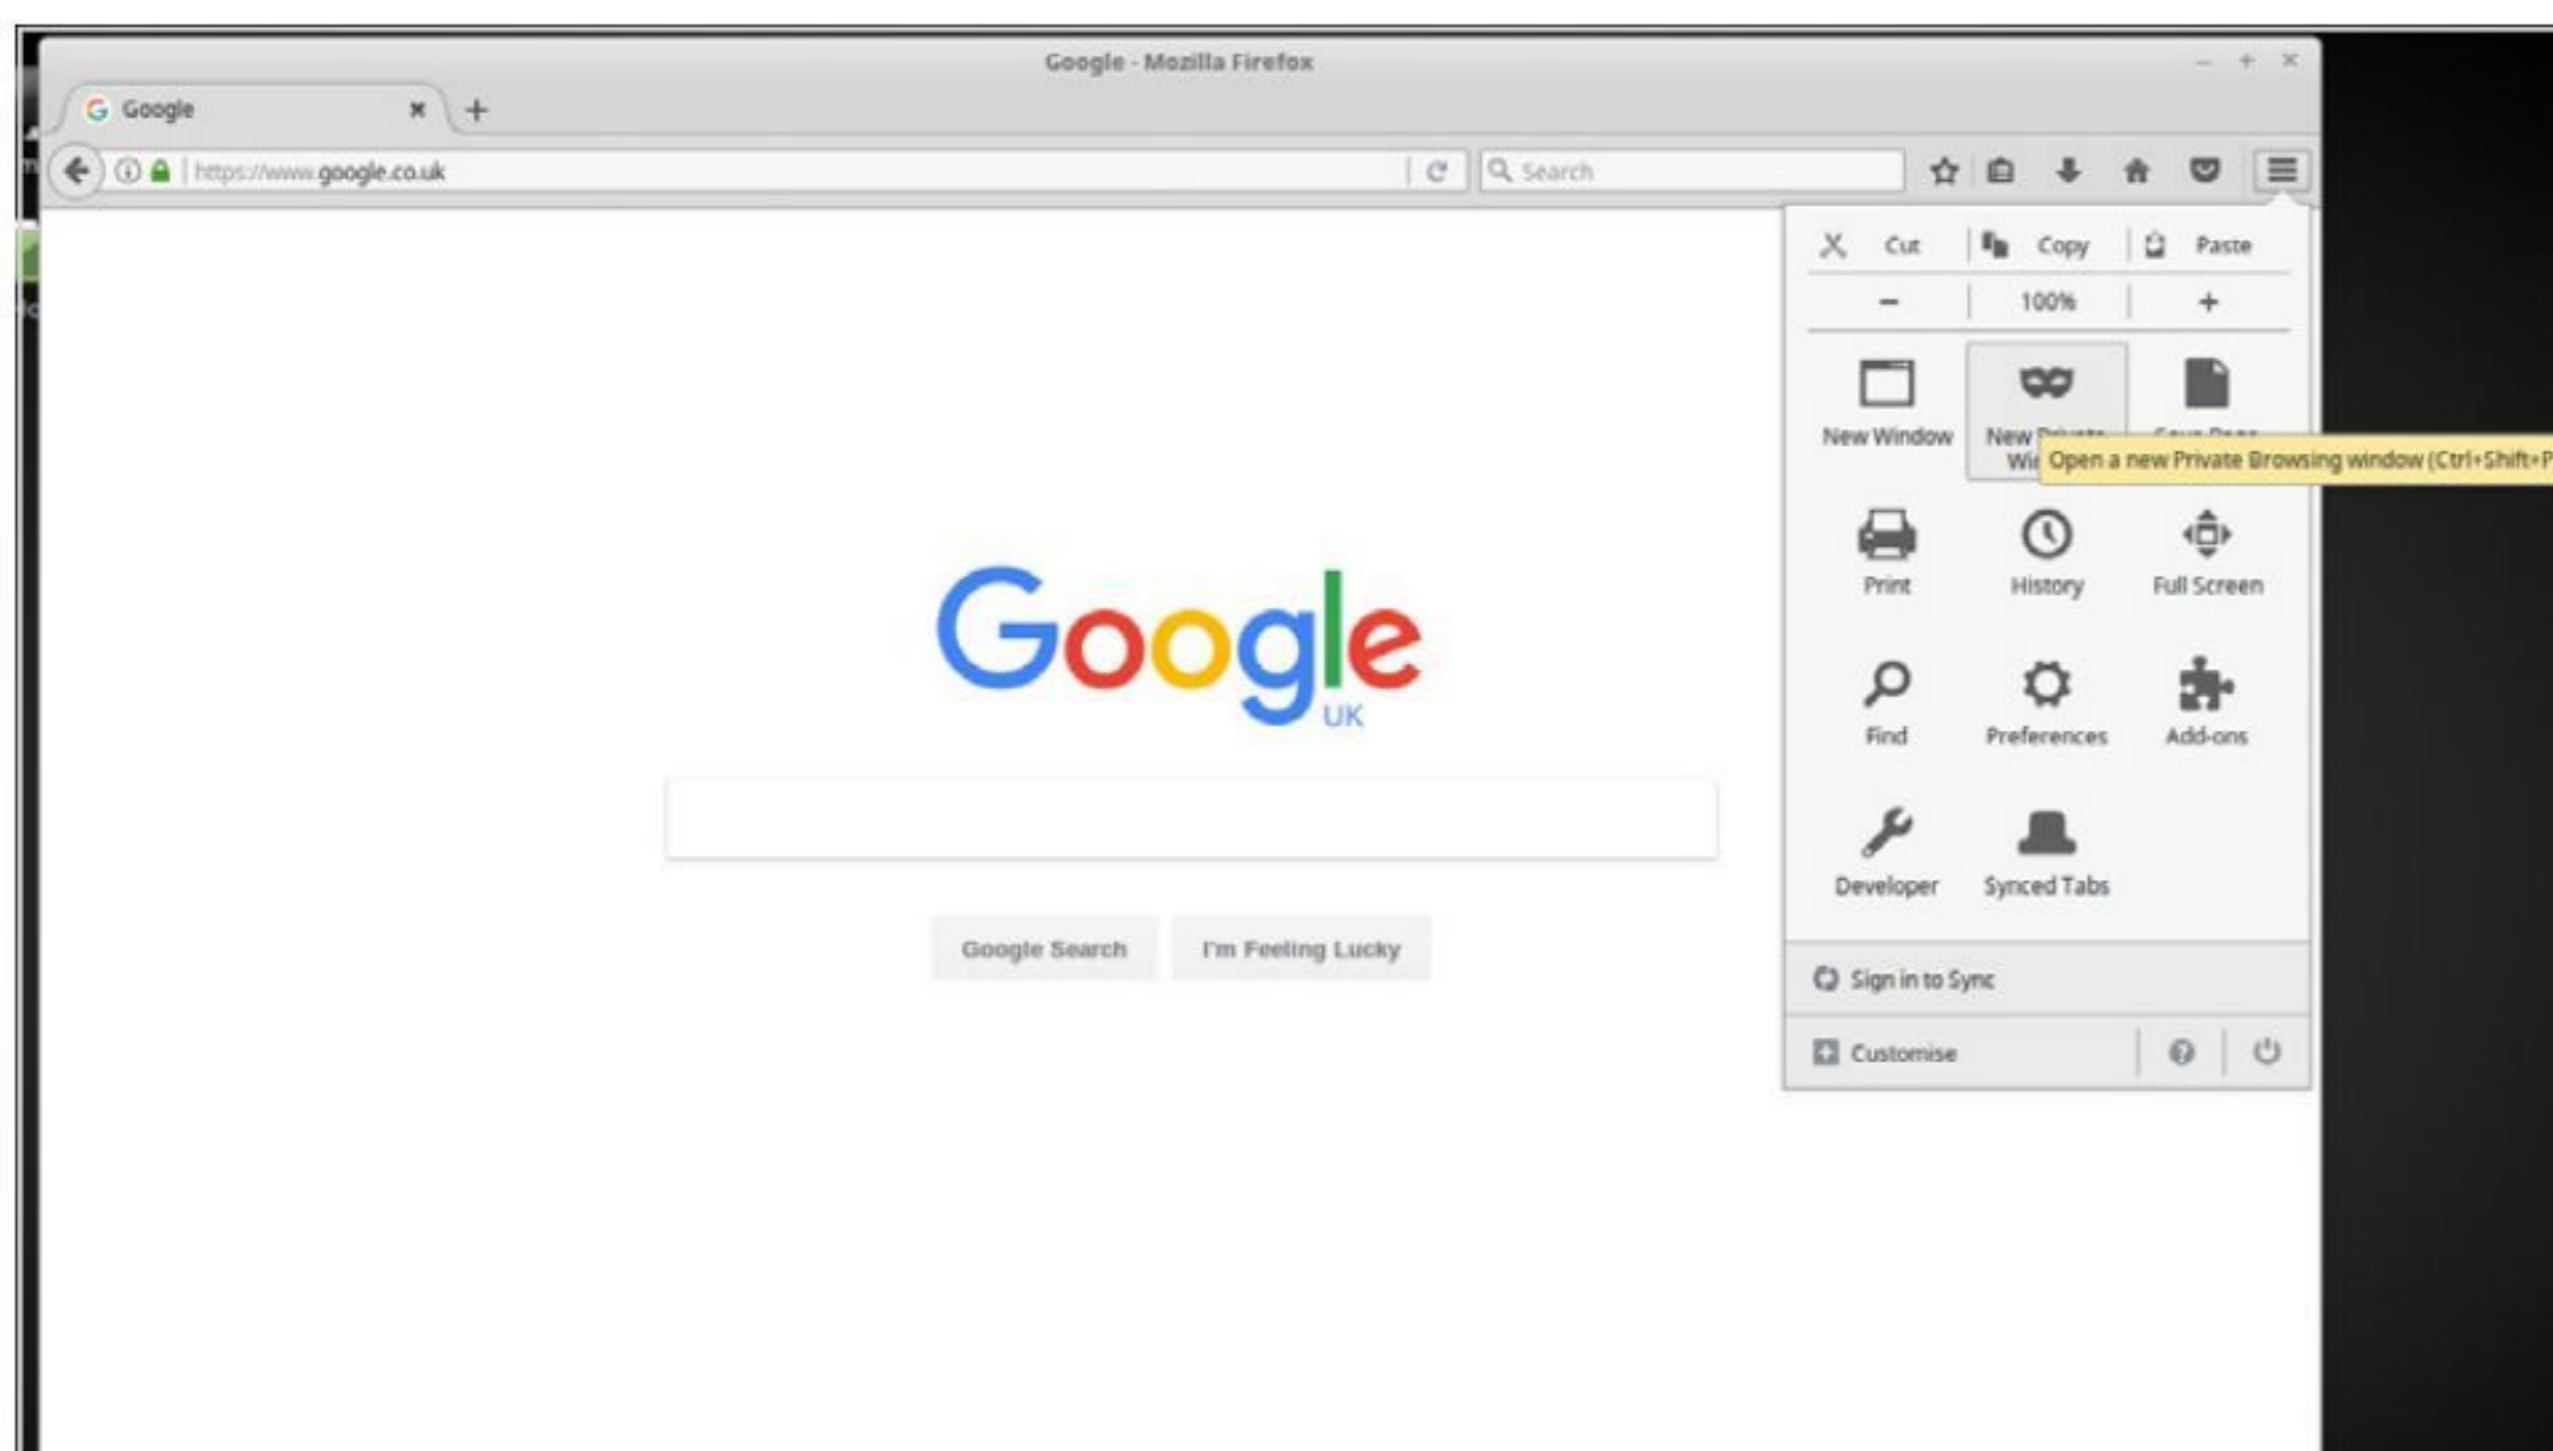 Google - Mozilla Firefox
Google
https://www.google.co.uk
Search
Cut Copy Paste
100%
New Window New Private
Open a new Private Browsing window (Ctrl+Shift+P
Print History Full Screen
Google
UK
Find Preferences Add-ons
Developer Synced Tabs
Google Search I'm Feeling Lucky
Sign in to Sync
Customise